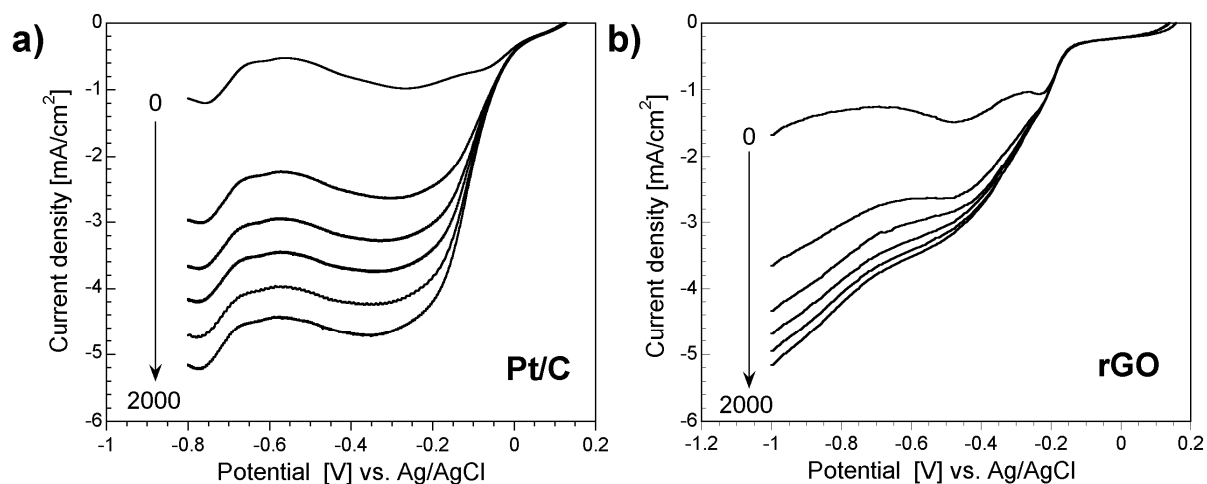 a)
0
-1
-2
-3
-4
-5
-6
Current density [mA/cm²]
0
2000
Pt/C
-1 -0.8 -0.6 -0.4 -0.2 0 0.2
Potential [V] vs. Ag/AgCl
b)
0
-1
-2
-3
-4
-5
-6
Current density [mA/cm²]
0
2000
rGO
-1.2 -1 -0.8 -0.6 -0.4 -0.2 0 0.2
Potential [V] vs. Ag/AgCl